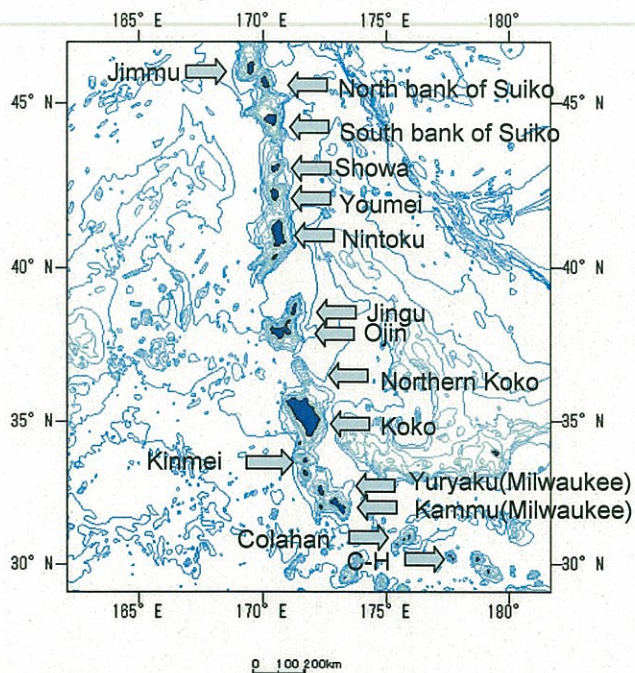 165° E 170° E 175° E 180°
Jimmu
North bank of Suiko
45° N 45° N
South bank of Suiko
Showa
Youmei
Nintoku
40° N 40° N
Jingu
Ojin
Northern Koko
35° N 35° N
Koko
Kinmei
Yuryaku(Milwaukee)
Kammu(Milwaukee)
Colahan
30° N 30° N
C-H
165° E 170° E 175° E 180°
0 100 200km